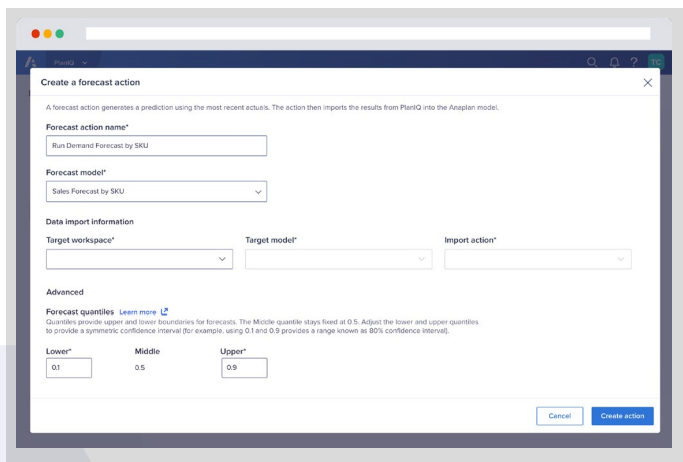 PlanIQ
TC
Create a forecast action
A forecast action generates a prediction using the most recent actuals. The action then imports the results from PlanIQ into the Anaplan model.
Forecast action name*
Run Demand Forecast by SKU
Forecast model*
Sales Forecast by SKU
Data import information
Target workspace* Target model* Import action*
Advanced
Forecast quantiles Learn more
Quantiles provide upper and lower boundaries for forecasts. The Middle quantile stays fixed at 0.5. Adjust the lower and upper quantiles
to provide a symmetric confidence interval (for example, using 0.1 and 0.9 provides a range known as 80% confidence interval).
Lower* Middle Upper*
0.1 0.5 0.9
Cancel Create action